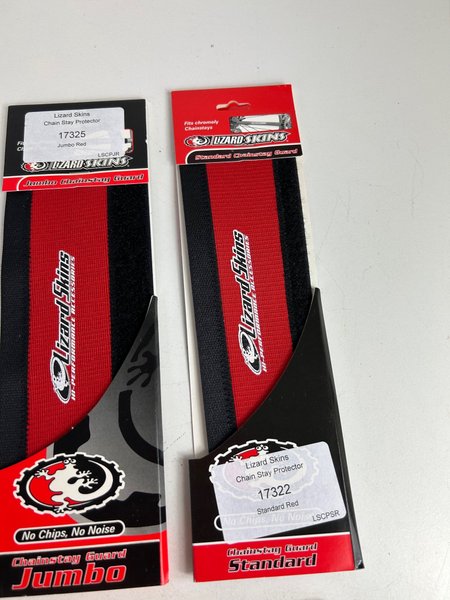 Lizard Skins
Chain Stay Protector
17325
Jumbo Red
LSCPJR
LIZARD SKINS
Jumbo Chainstay Guard
Lizard Skins
HI-PERFORMANCE ACCESSORIES
No Chips, No Noise
Chainstay Guard
Jumbo
Fits chromoly
Chainstays
LIZARD SKINS
Standard Chainstay Guard
Lizard Skins
HI-PERFORMANCE ACCESSORIES
Lizard Skins
Chain Stay Protector
17322
Standard Red
LSCPSR
No Chips, No Noise
Chainstay Guard
Standard